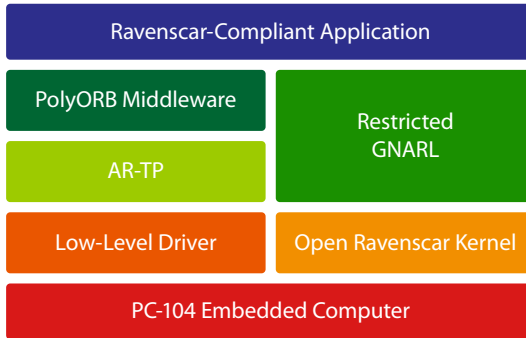 Ravenscar-Compliant Application
PolyORB Middleware
Restricted
GNARL
AR-TP
Low-Level Driver
Open Ravenscar Kernel
PC-104 Embedded Computer